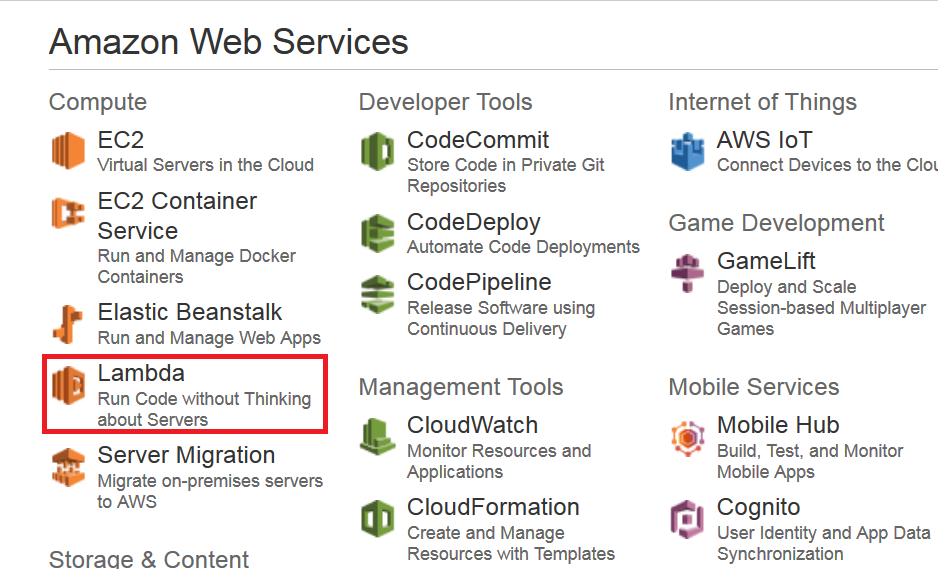 Amazon Web Services
Compute
EC2
Virtual Servers in the Cloud
EC2 Container
Service
Run and Manage Docker
Containers
Elastic Beanstalk
Run and Manage Web Apps
Lambda
Run Code without Thinking
about Servers
Server Migration
Migrate on-premises servers
to AWS
Storage & Content
Developer Tools
CodeCommit
Store Code in Private Git
Repositories
CodeDeploy
Automate Code Deployments
CodePipeline
Release Software using
Continuous Delivery
Management Tools
CloudWatch
Monitor Resources and
Applications
CloudFormation
Create and Manage
Resources with Templates
Internet of Things
AWS IoT
Connect Devices to the Clou
Game Development
GameLift
Deploy and Scale
Session-based Multiplayer
Games
Mobile Services
Mobile Hub
Build, Test, and Monitor
Mobile Apps
Cognito
User Identity and App Data
Synchronization